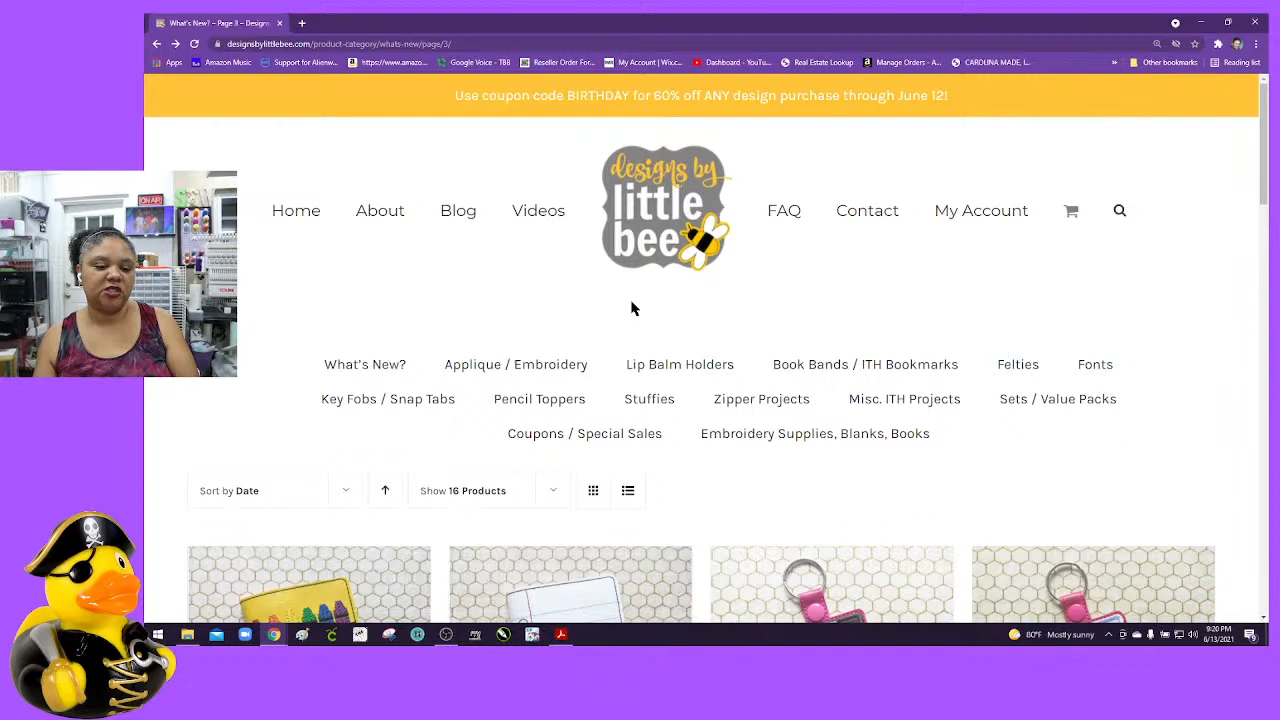 What's New? – Page 3 – Designs
designsbylittlebee.com/product-category/whats-new/page/3/
Apps
Amazon Music
Support for Alienw...
https://www.amazo...
Google Voice - TBB
Reseller Order For...
My Account | Wix.c...
Dashboard - YouTu...
Real Estate Lookup
Manage Orders - A...
CAROLINA MADE, I...
»
Other bookmarks
Reading list
Use coupon code BIRTHDAY for 60% off ANY design purchase through June 12!
Home
About
Blog
Videos
designs by
little
bee
FAQ
Contact
My Account
ON AIR
What's New?
Applique / Embroidery
Lip Balm Holders
Book Bands / ITH Bookmarks
Felties
Fonts
Key Fobs / Snap Tabs
Pencil Toppers
Stuffies
Zipper Projects
Misc. ITH Projects
Sets / Value Packs
Coupons / Special Sales
Embroidery Supplies, Blanks, Books
Sort by Date
Show 16 Products
80°F Mostly sunny
9:20 PM
6/13/2021